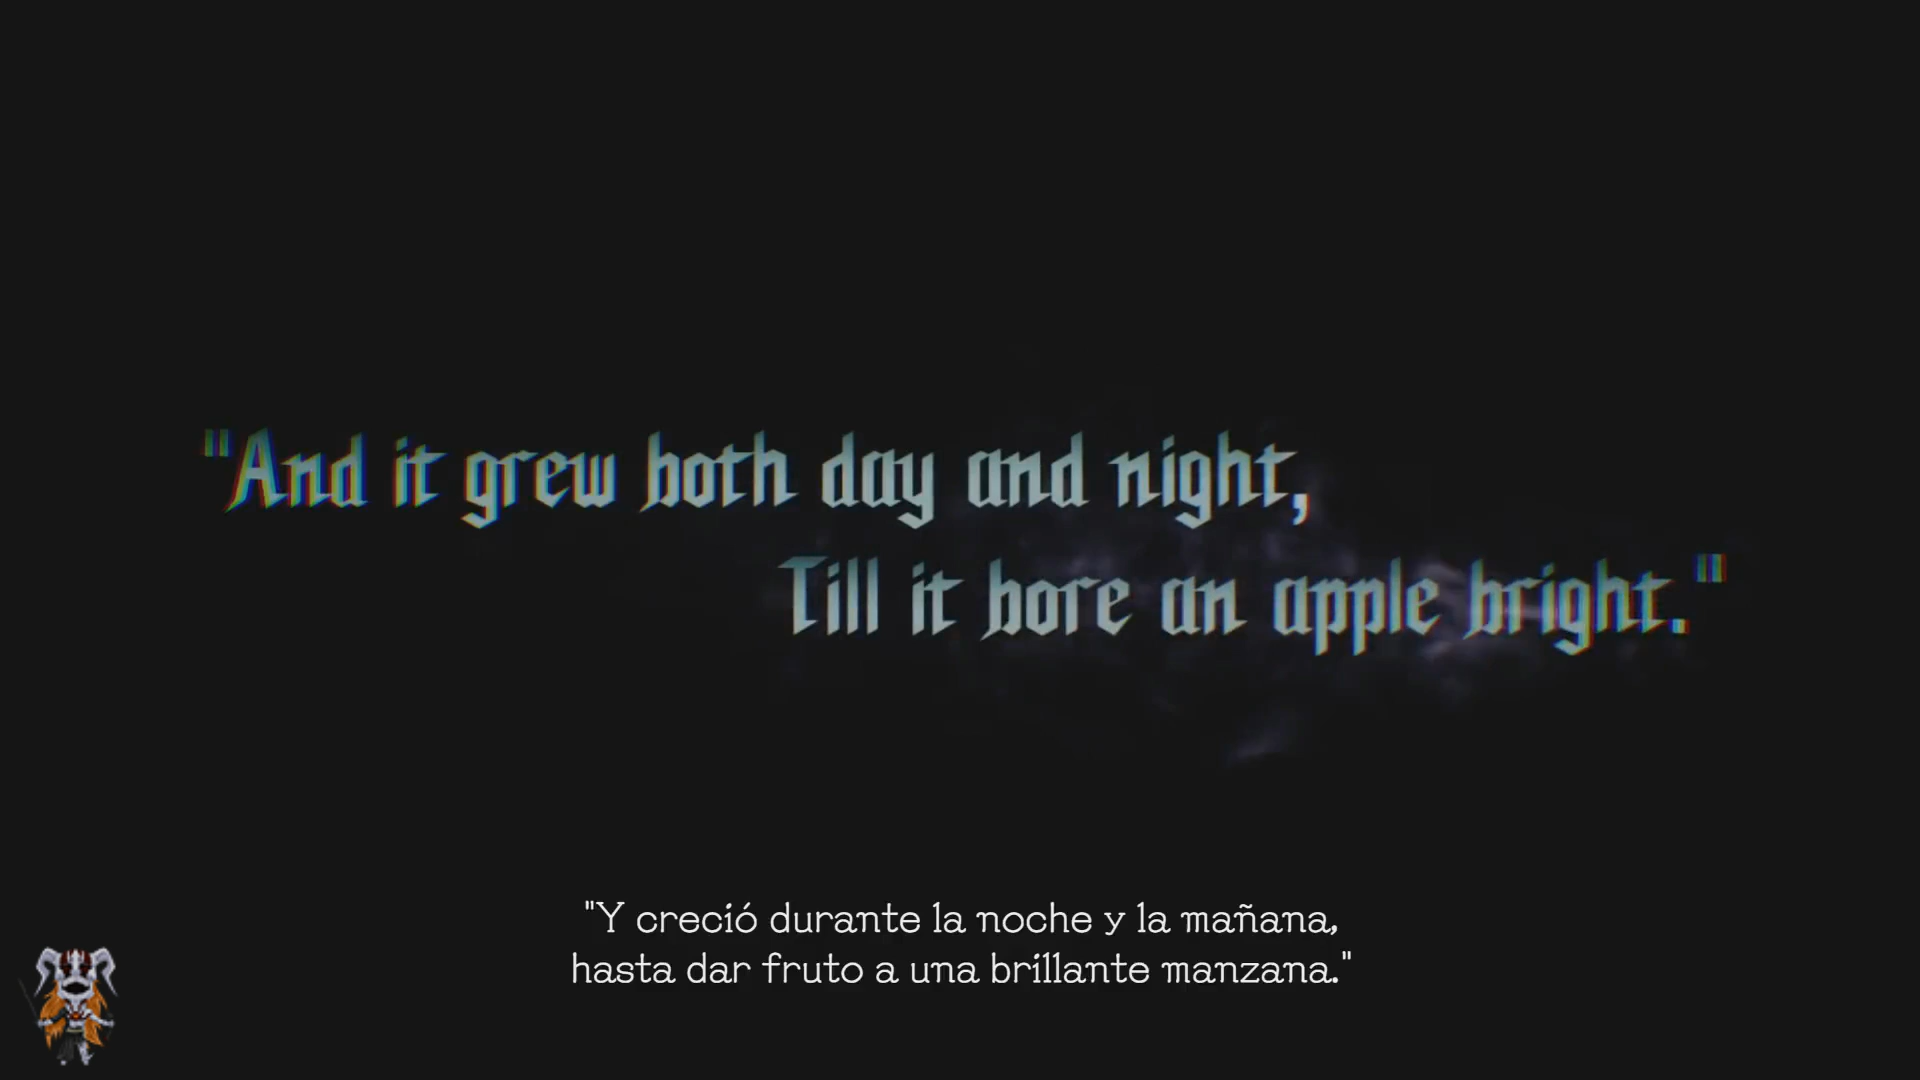 "And it grew both day and night,
Till it bore an apple bright."
"Y creció durante la noche y la mañana,
hasta dar fruto a una brillante manzana."